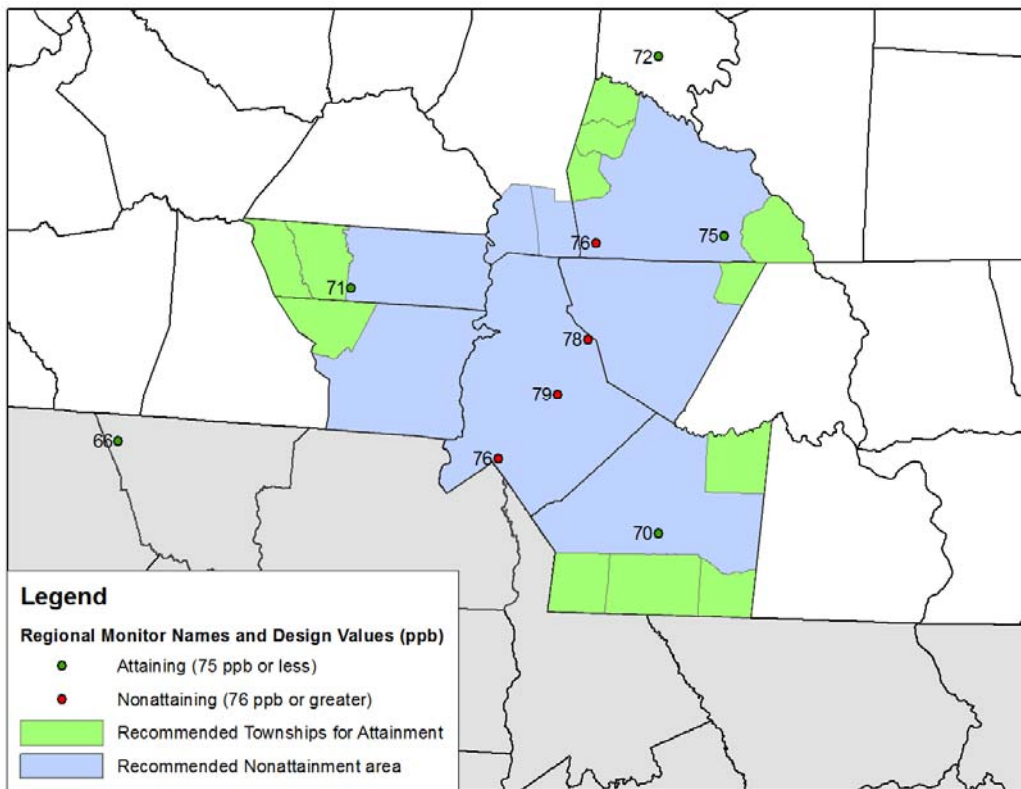 72
76
75
71
78
79
66
76
70
Legend
Regional Monitor Names and Design Values (ppb)
Attaining (75 ppb or less)
Nonattaining (76 ppb or greater)
Recommended Townships for Attainment
Recommended Nonattainment area